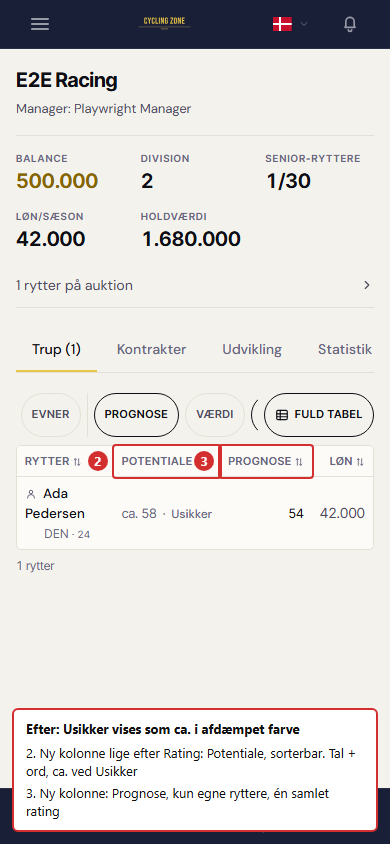 CYCLING ZONE
E2E Racing
Manager: Playwright Manager
BALANCE DIVISION SENIOR-RYTTERE
500.000 2 1/30
LØN/SÆSON HOLDVÆRDI
42.000 1.680.000
1 rytter på auktion
Trup (1) Kontrakter Udvikling Statistik
EVNER PROGNOSE VÆRDI FULD TABEL
RYTTER 2 POTENTIALE 3 PROGNOSE LØN
Ada
Pedersen ca. 58 · Usikker 54 42.000
DEN · 24
1 rytter
Efter: Usikker vises som ca. i afdæmpet farve
2. Ny kolonne lige efter Rating: Potentiale, sorterbar. Tal +
ord, ca. ved Usikker
3. Ny kolonne: Prognose, kun egne ryttere, én samlet
rating